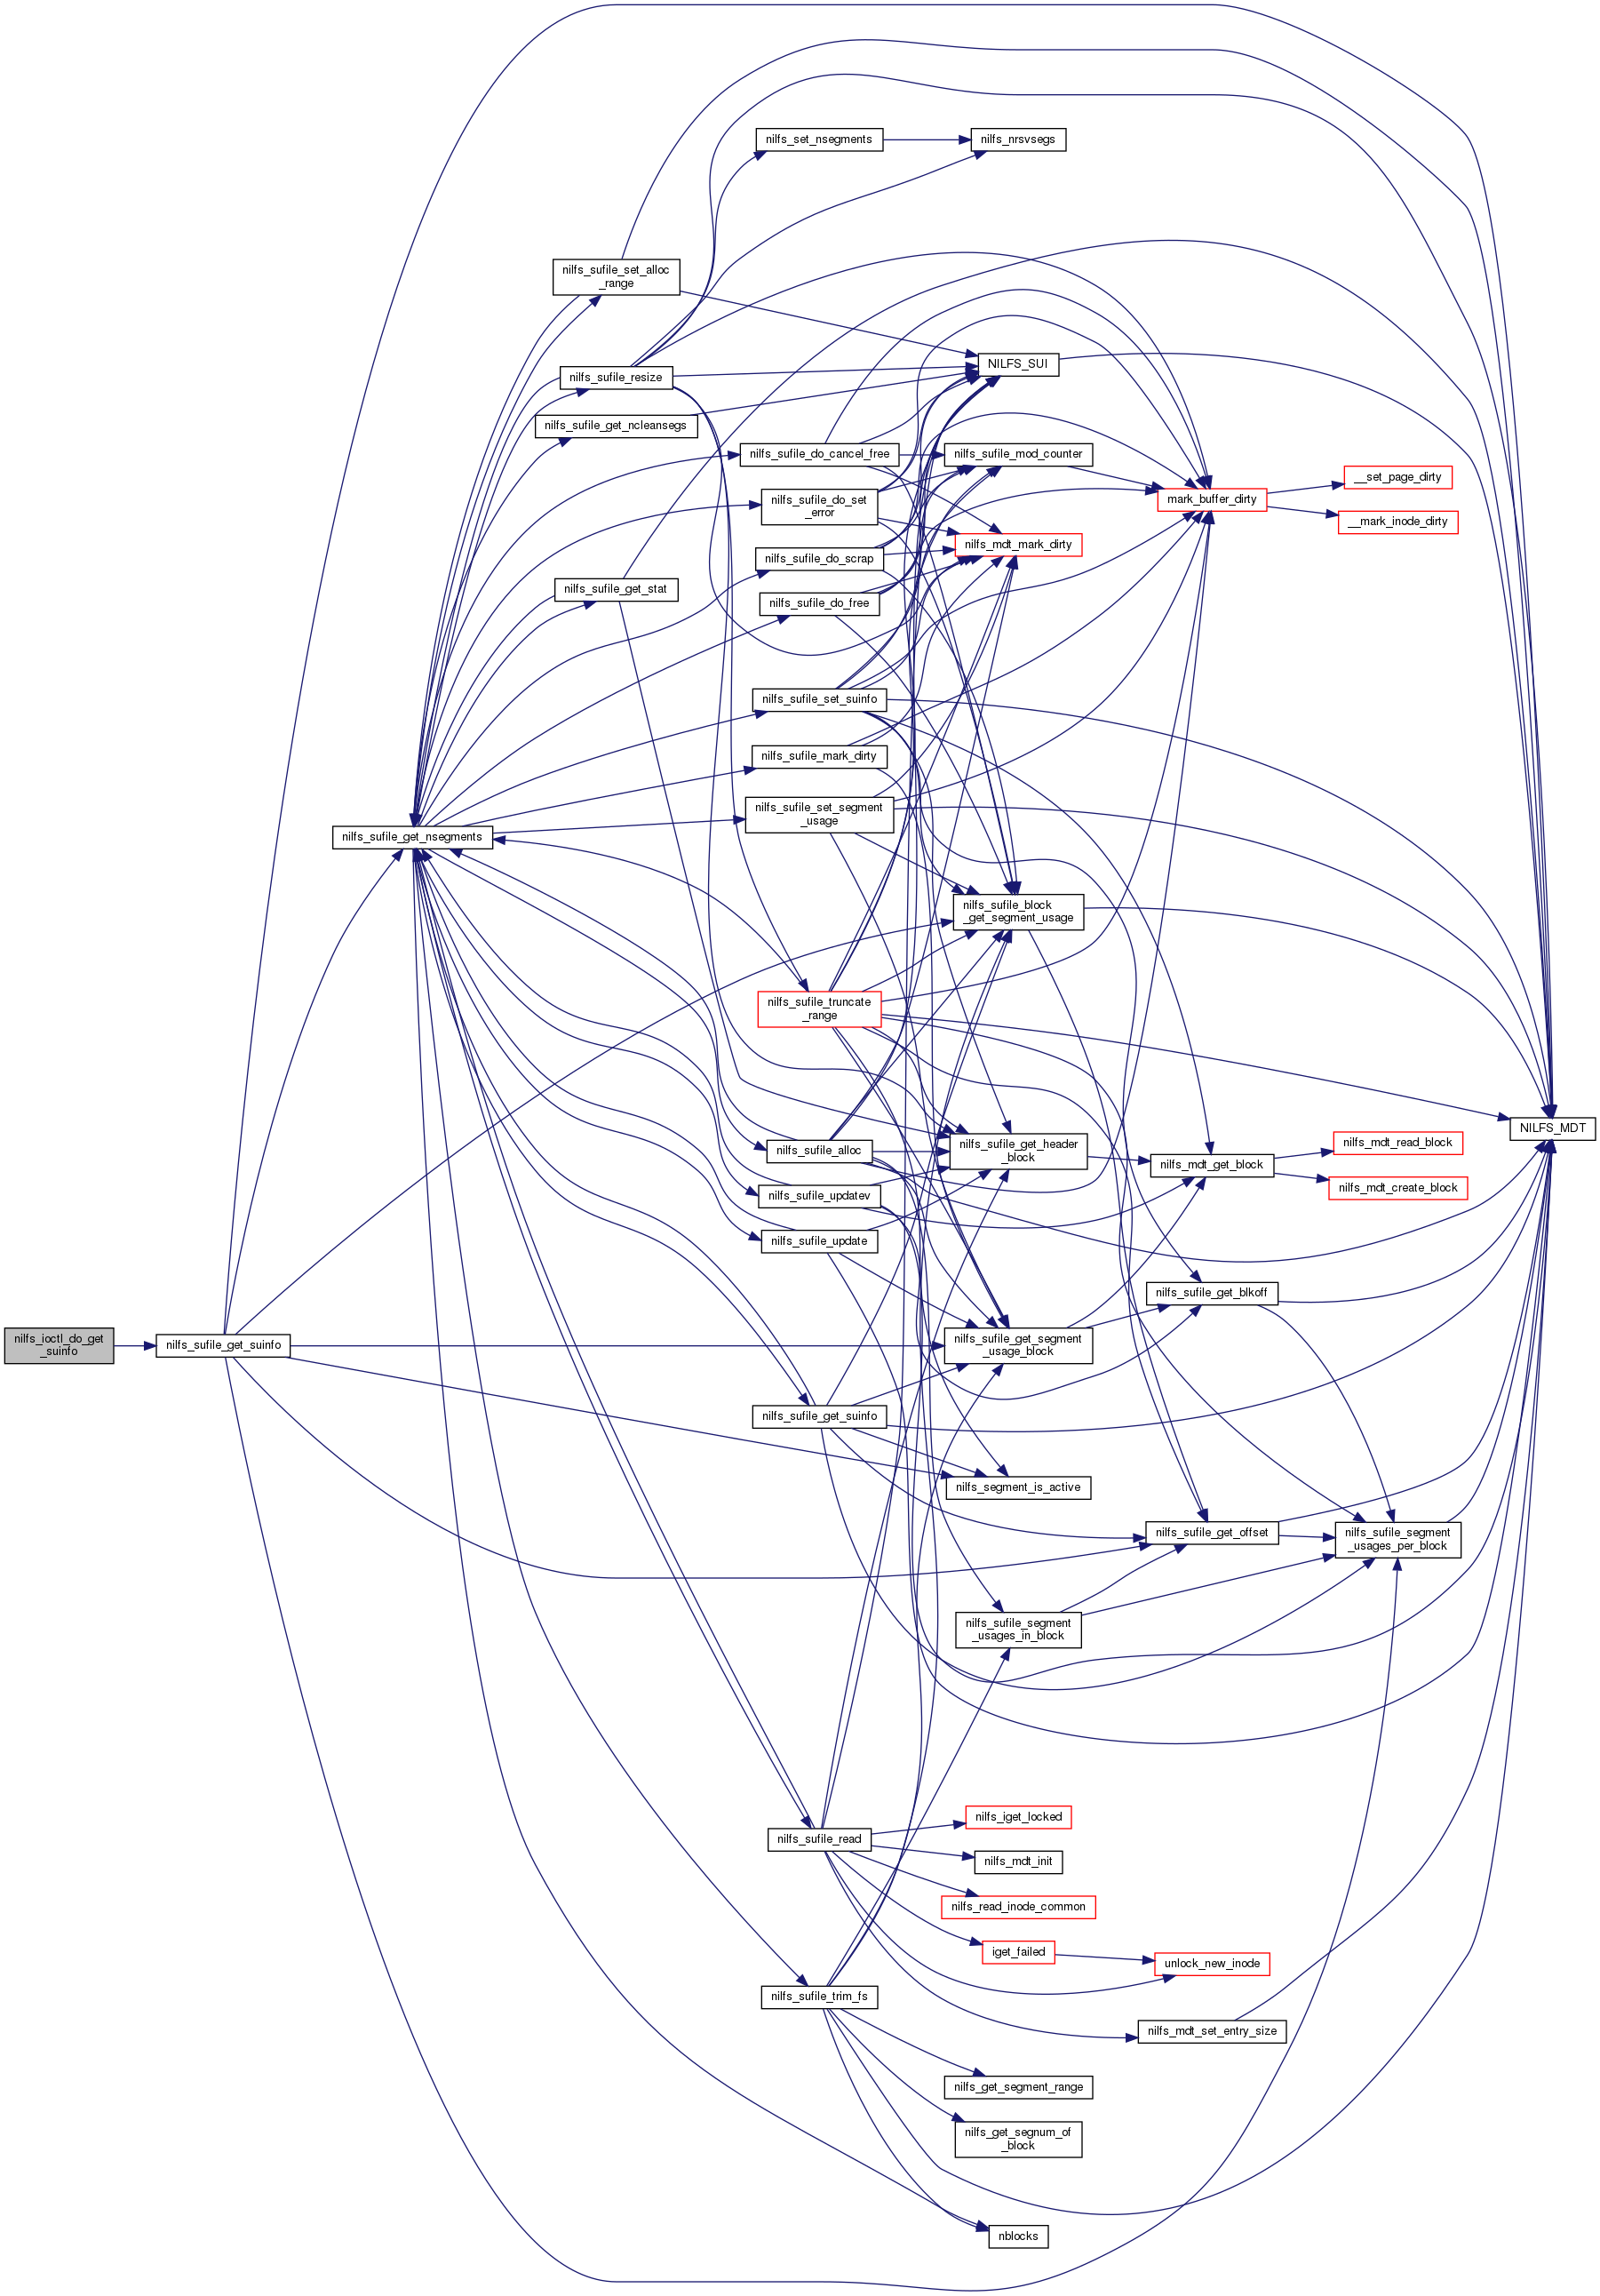 nilfs_set_nsegments
nilfs_nrsvsegs
nilfs_sufile_set_alloc
_range
NILFS_SUI
nilfs_sufile_resize
nilfs_sufile_get_ncleansegs
nilfs_sufile_do_cancel_free
nilfs_sufile_mod_counter
__set_page_dirty
nilfs_sufile_do_set
_error
mark_buffer_dirty
__mark_inode_dirty
nilfs_mdt_mark_dirty
nilfs_sufile_do_scrap
nilfs_sufile_get_stat
nilfs_sufile_do_free
nilfs_sufile_set_suinfo
nilfs_sufile_mark_dirty
nilfs_sufile_set_segment
_usage
nilfs_sufile_get_nsegments
nilfs_sufile_block
_get_segment_usage
nilfs_sufile_truncate
_range
NILFS_MDT
nilfs_mdt_read_block
nilfs_sufile_alloc
nilfs_sufile_get_header
_block
nilfs_mdt_get_block
nilfs_mdt_create_block
nilfs_sufile_updatev
nilfs_sufile_update
nilfs_sufile_get_blkoff
nilfs_ioctl_do_get
_suinfo
nilfs_sufile_get_suinfo
nilfs_sufile_get_segment
_usage_block
nilfs_sufile_get_suinfo
nilfs_segment_is_active
nilfs_sufile_get_offset
nilfs_sufile_segment
_usages_per_block
nilfs_sufile_segment
_usages_in_block
nilfs_iget_locked
nilfs_sufile_read
nilfs_mdt_init
nilfs_read_inode_common
iget_failed
unlock_new_inode
nilfs_sufile_trim_fs
nilfs_mdt_set_entry_size
nilfs_get_segment_range
nilfs_get_segnum_of
_block
nblocks